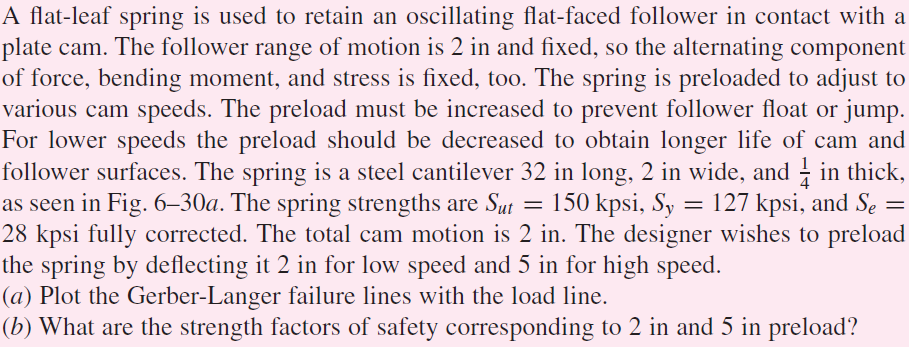 A flat-leaf spring is used to retain an oscillating flat-faced follower in contact with a
plate cam. The follower range of motion is 2 in and fixed, so the alternating component
of force, bending moment, and stress is fixed, too. The spring is preloaded to adjust to
various cam speeds. The preload must be increased to prevent follower float or jump.
For lower speeds the preload should be decreased to obtain longer life of cam and
follower surfaces. The spring is a steel cantilever 32 in long, 2 in wide, and 1/4 in thick,
as seen in Fig. 6–30a. The spring strengths are Sut = 150 kpsi, Sy = 127 kpsi, and Se =
28 kpsi fully corrected. The total cam motion is 2 in. The designer wishes to preload
the spring by deflecting it 2 in for low speed and 5 in for high speed.
(a) Plot the Gerber-Langer failure lines with the load line.
(b) What are the strength factors of safety corresponding to 2 in and 5 in preload?